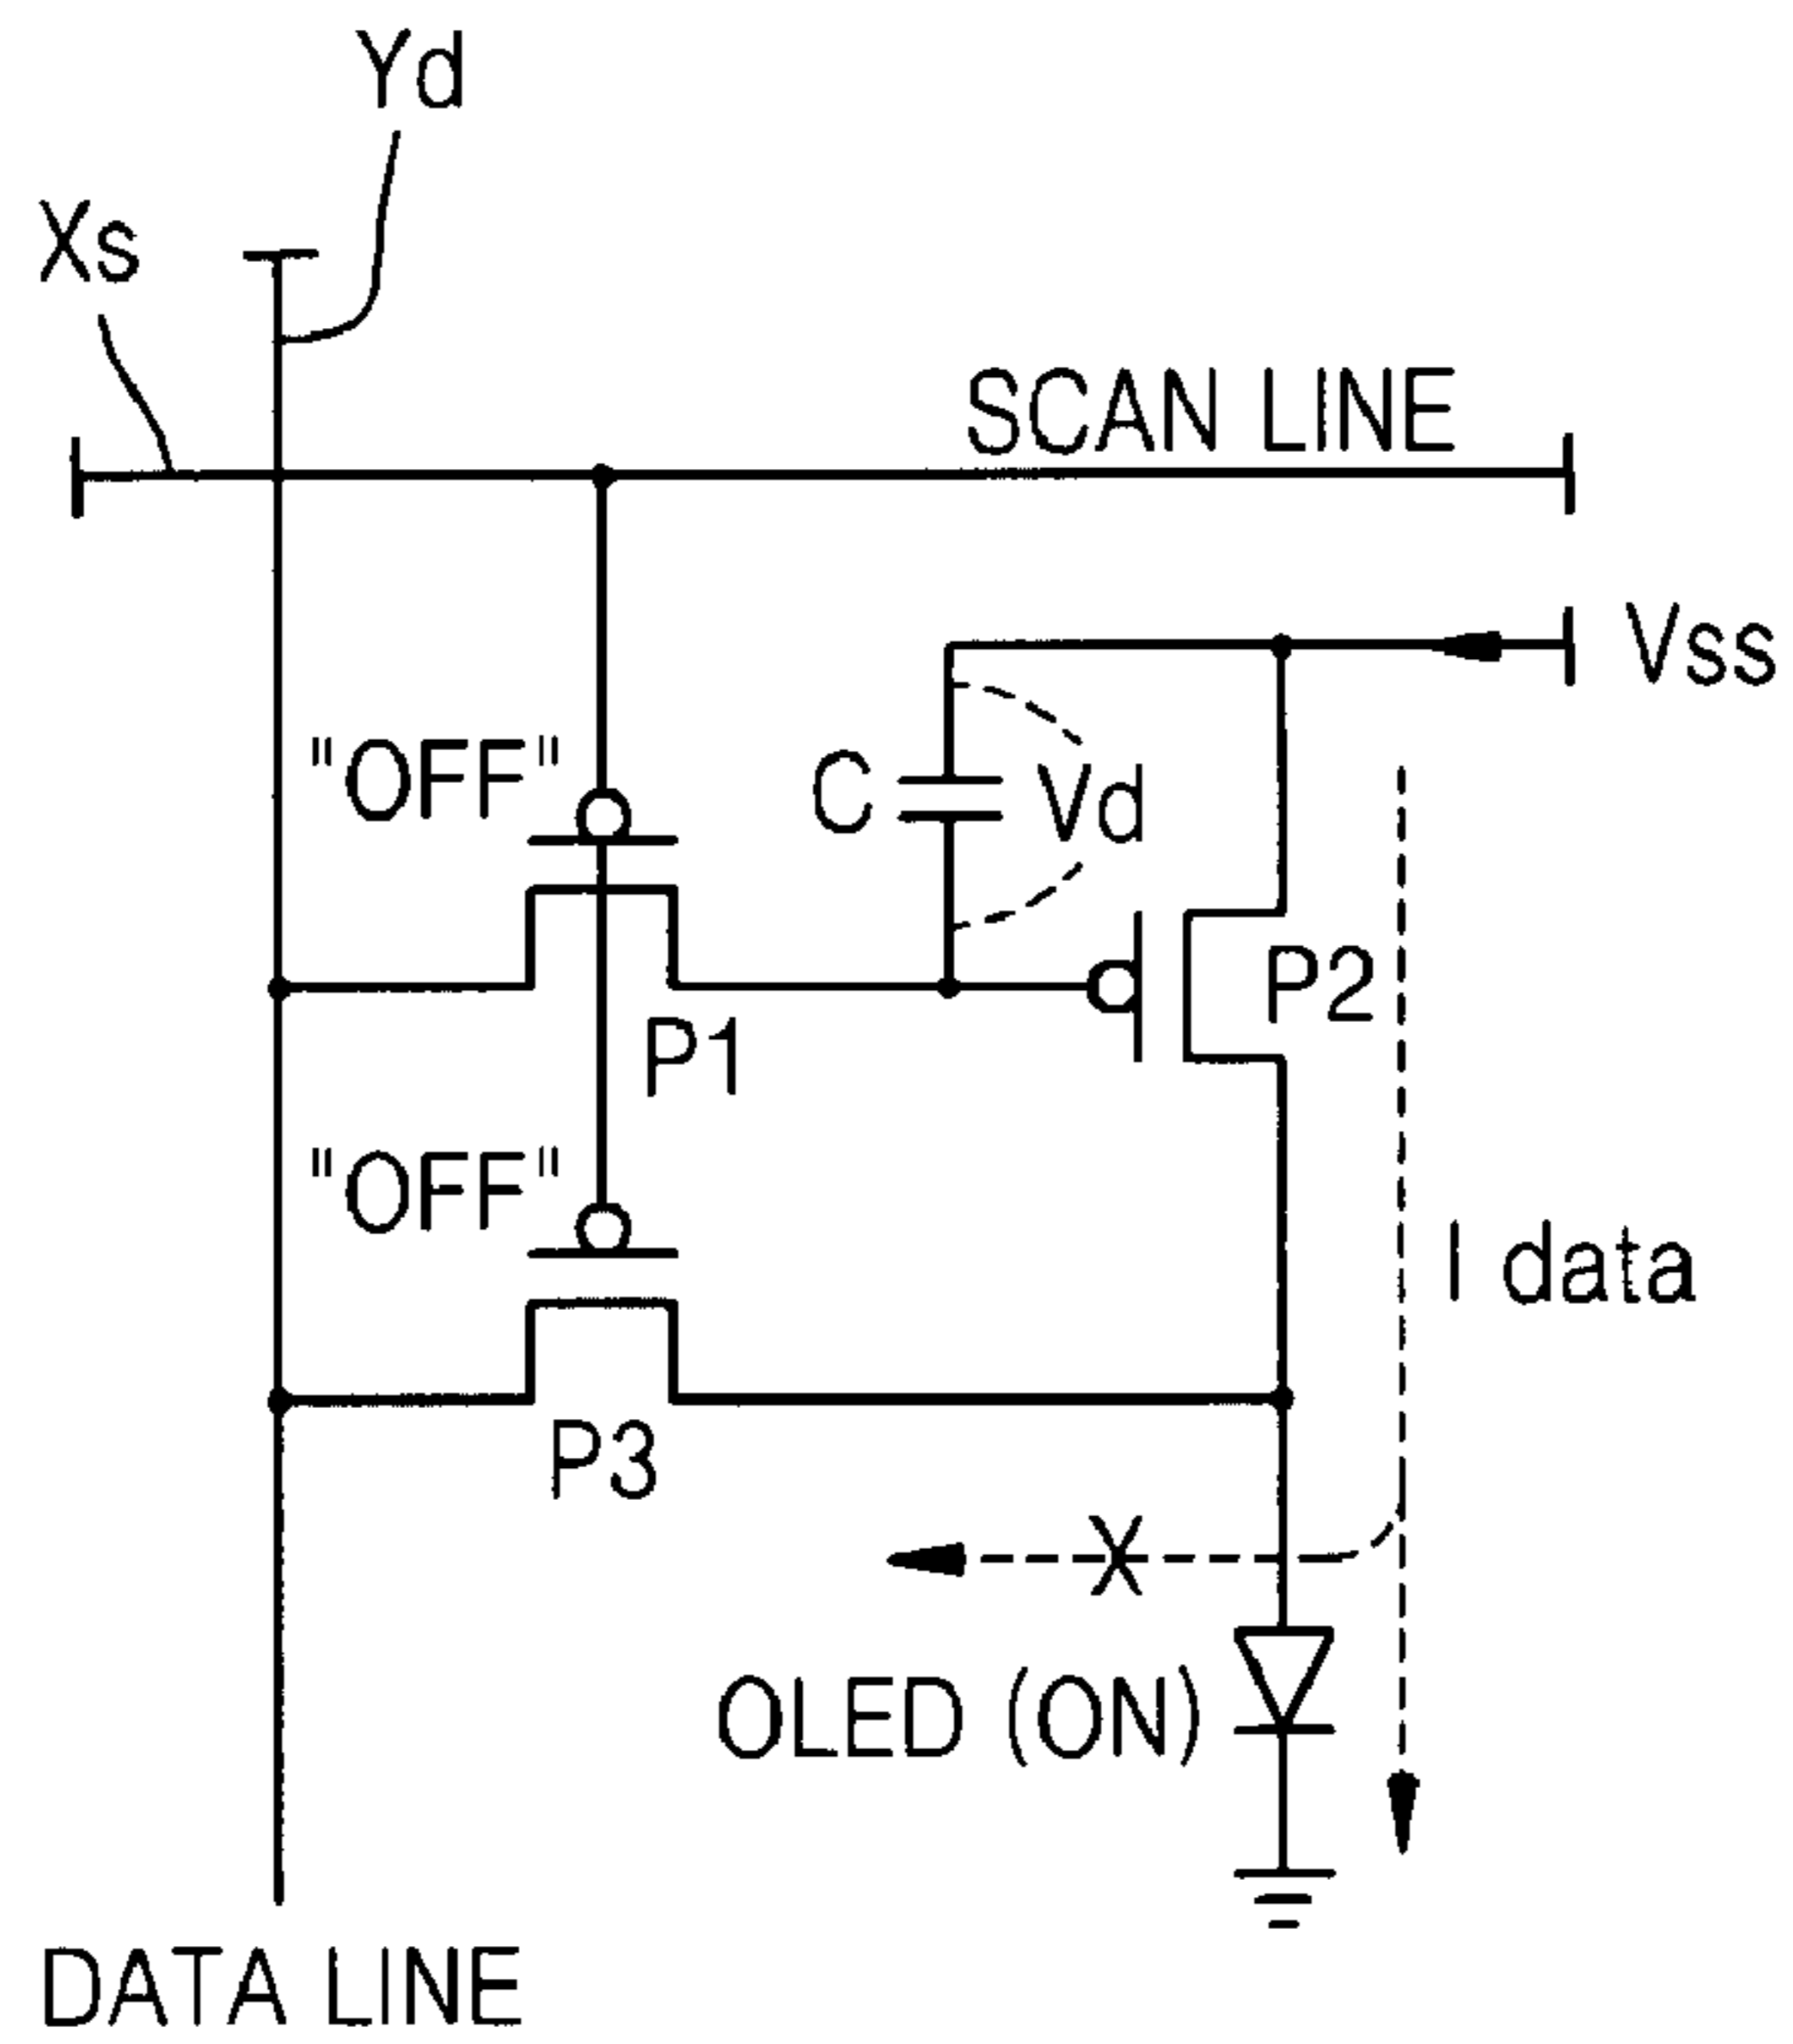 Yd
Xs
SCAN LINE
Vss
"OFF"
C
Vd
P2
P1
"OFF"
I data
P3
X
OLED (ON)
DATA LINE